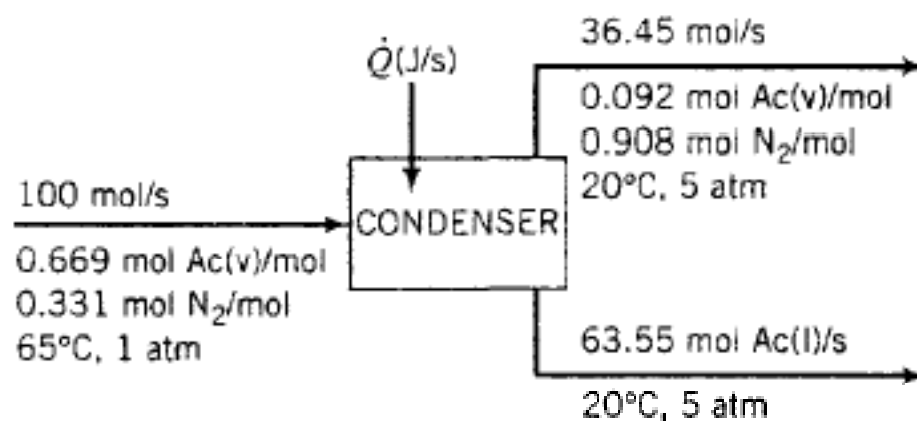 36.45 mol/s
Q̇(J/s)
0.092 mol Ac(v)/mol
0.908 mol N₂/mol
20°C, 5 atm
100 mol/s
CONDENSER
0.669 mol Ac(v)/mol
0.331 mol N₂/mol
65°C, 1 atm
63.55 mol Ac(l)/s
20°C, 5 atm